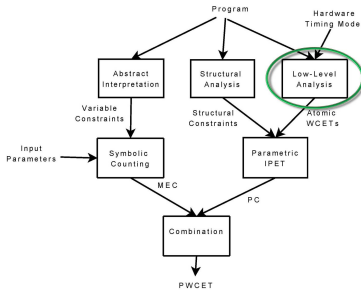 Program
Hardware
Timing Mode
Abstract
Interpretation
Structural
Analysis
Low-Level
Analysis
Variable
Constraints
Structural
Constraints
Atomic
WCETs
Input
Parameters
Symbolic
Counting
Parametric
IPET
MEC
PC
Combination
PWCET